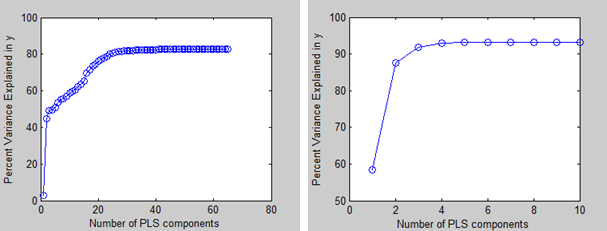 100
80
60
40
20
0
Percent Variance Explained in y
0 20 40 60 80
Number of PLS components
100
90
80
70
60
50
Percent Variance Explained in y
0 2 4 6 8 10
Number of PLS components